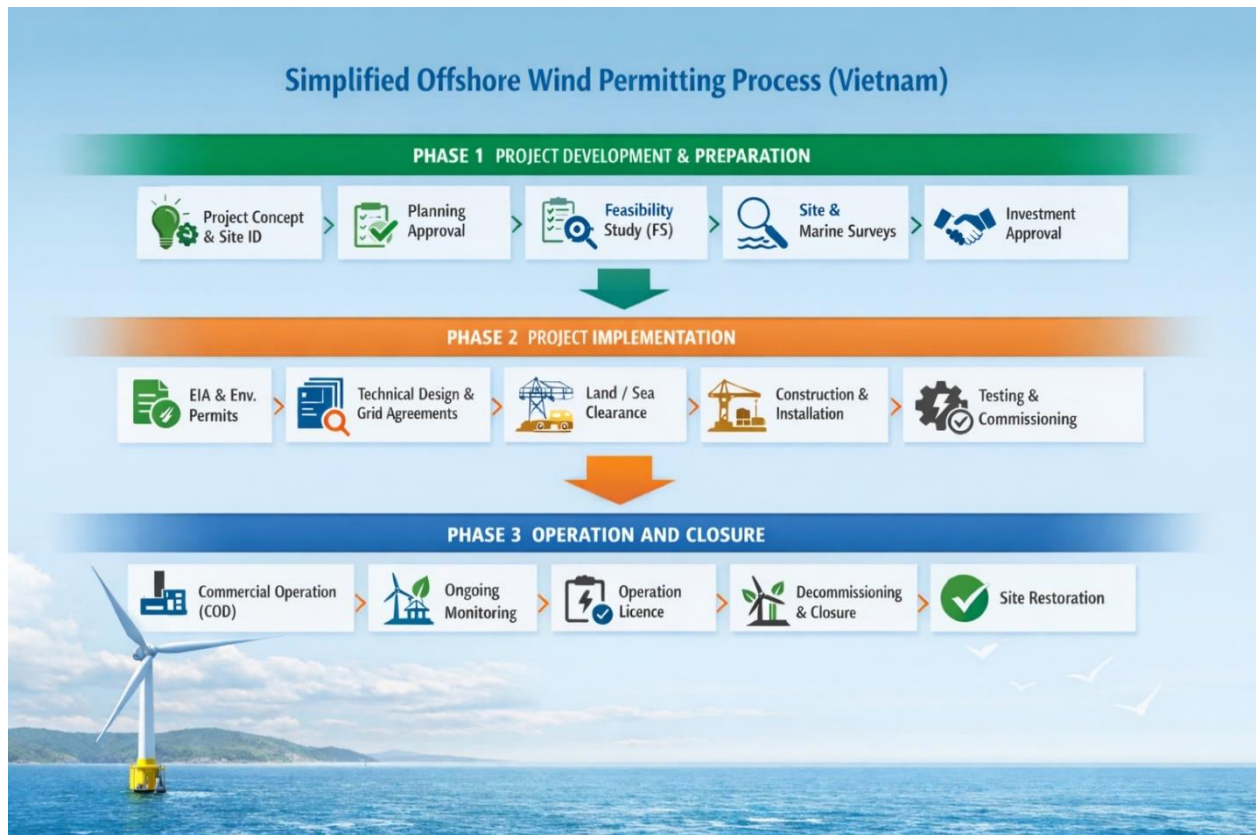 Simplified Offshore Wind Permitting Process (Vietnam)
PHASE 1 PROJECT DEVELOPMENT & PREPARATION
Project Concept
& Site ID
Planning
Approval
Feasibility
Study (FS)
Site &
Marine Surveys
Investment
Approval
PHASE 2 PROJECT IMPLEMENTATION
EIA & Env.
Permits
Technical Design &
Grid Agreements
Land / Sea
Clearance
Construction &
Installation
Testing &
Commissioning
PHASE 3 OPERATION AND CLOSURE
Commercial Operation
(COD)
Ongoing
Monitoring
Operation
Licence
Decommissioning
& Closure
Site Restoration